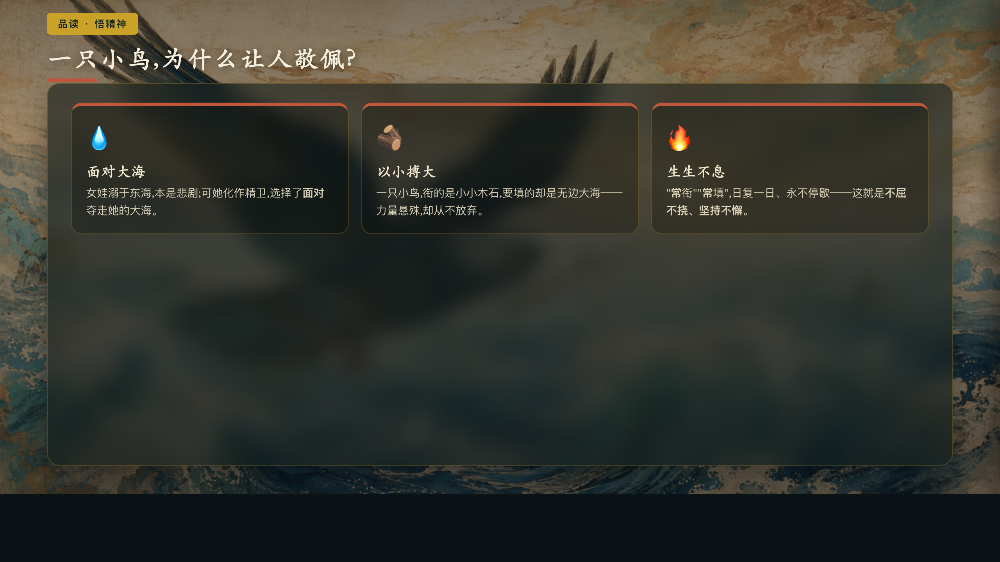 品读 · 悟精神
一只小鸟,为什么让人敬佩?
面对大海
女娃溺于东海,本是悲剧;可她化作精卫,选择了面对
夺走她的大海。
以小搏大
一只小鸟,衔的是小小木石,要填的却是无边大海——
力量悬殊,却从不放弃。
生生不息
"常衔""常填",日复一日、永不停歇——这就是不屈
不挠、坚持不懈。